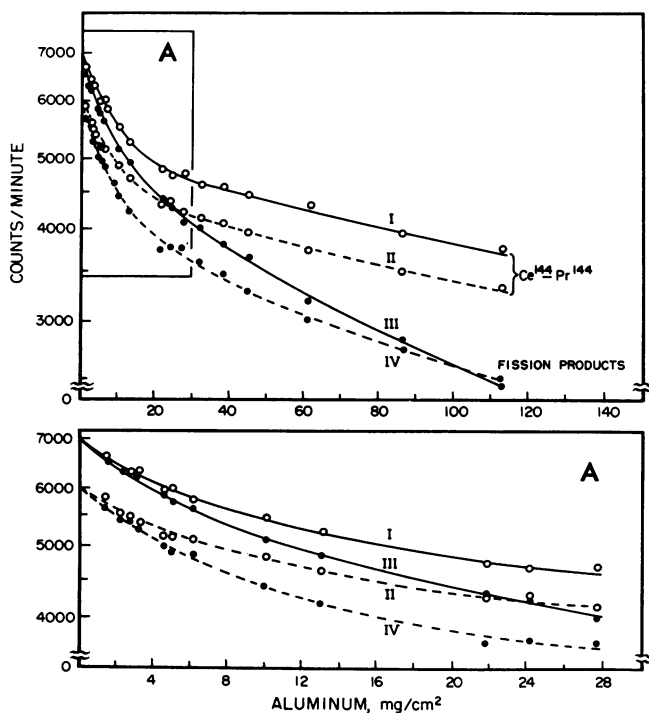 A
7000
6000
5000
4000
3000
0
COUNTS/MINUTE
I
II
III
IV
Ce¹⁴⁴–Pr¹⁴⁴
FISSION PRODUCTS
20 40 60 80 100 120 140
A
7000
6000
5000
4000
0
I
III
II
IV
4 8 12 16 20 24 28
ALUMINUM, mg/cm²